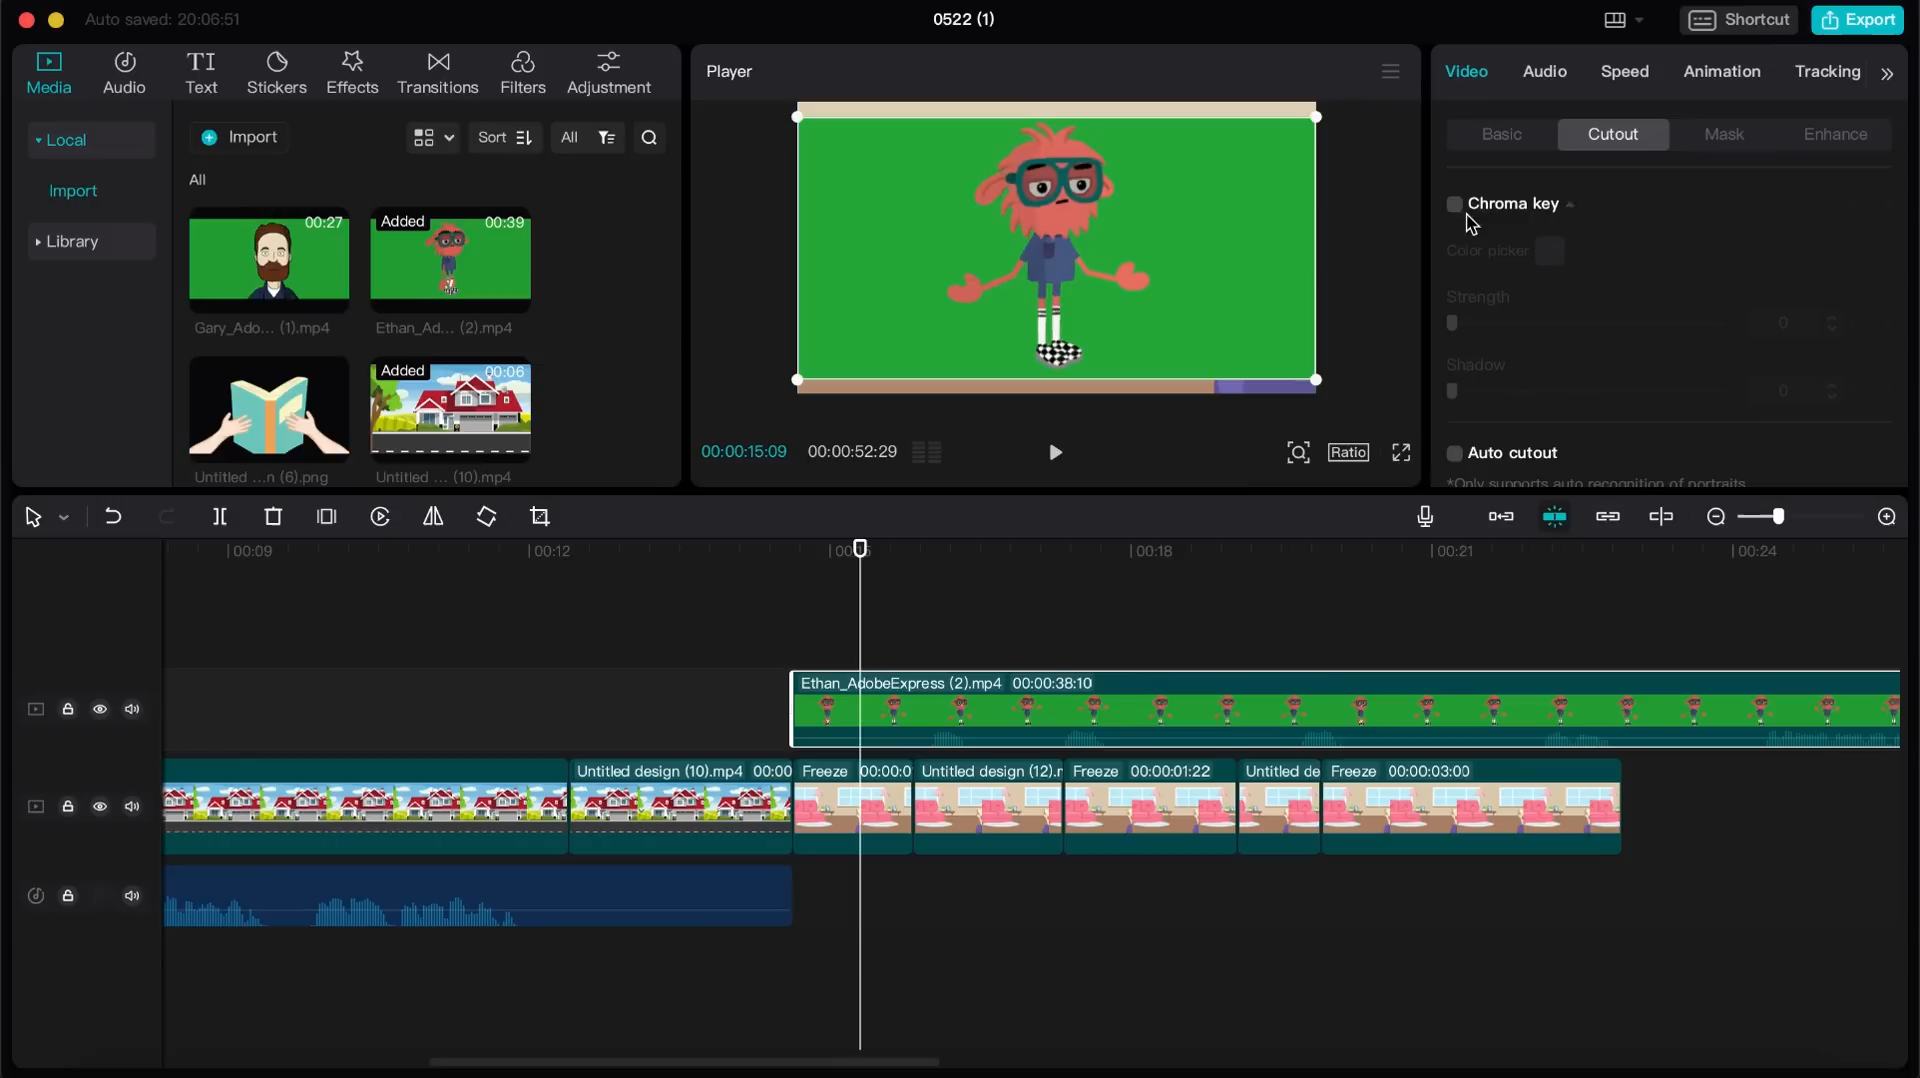 Auto saved: 20:06:51
0522 (1)
Shortcut
Export
Media
Audio
Text
Stickers
Effects
Transitions
Filters
Adjustment
Local
Import
Library
Import
Sort
All
All
00:27
Gary_Ado... (1).mp4
Added
00:39
Ethan_Ad... (2).mp4
Untitled ...n (6).png
Added
00:06
Untitled ... (10).mp4
Player
00:00:15:09
00:00:52:29
Ratio
Video
Audio
Speed
Animation
Tracking
Basic
Cutout
Mask
Enhance
Chroma key
Color picker
Strength
0
Shadow
0
Auto cutout
*Only supports auto recognition of portraits
00:09
00:12
00:15
00:18
00:21
00:24
Ethan_AdobeExpress (2).mp4 00:00:38:10
Untitled design (10).mp4 00:00
Freeze 00:00:0
Untitled design (12).r
Freeze 00:00:01:22
Untitled de
Freeze 00:00:03:00